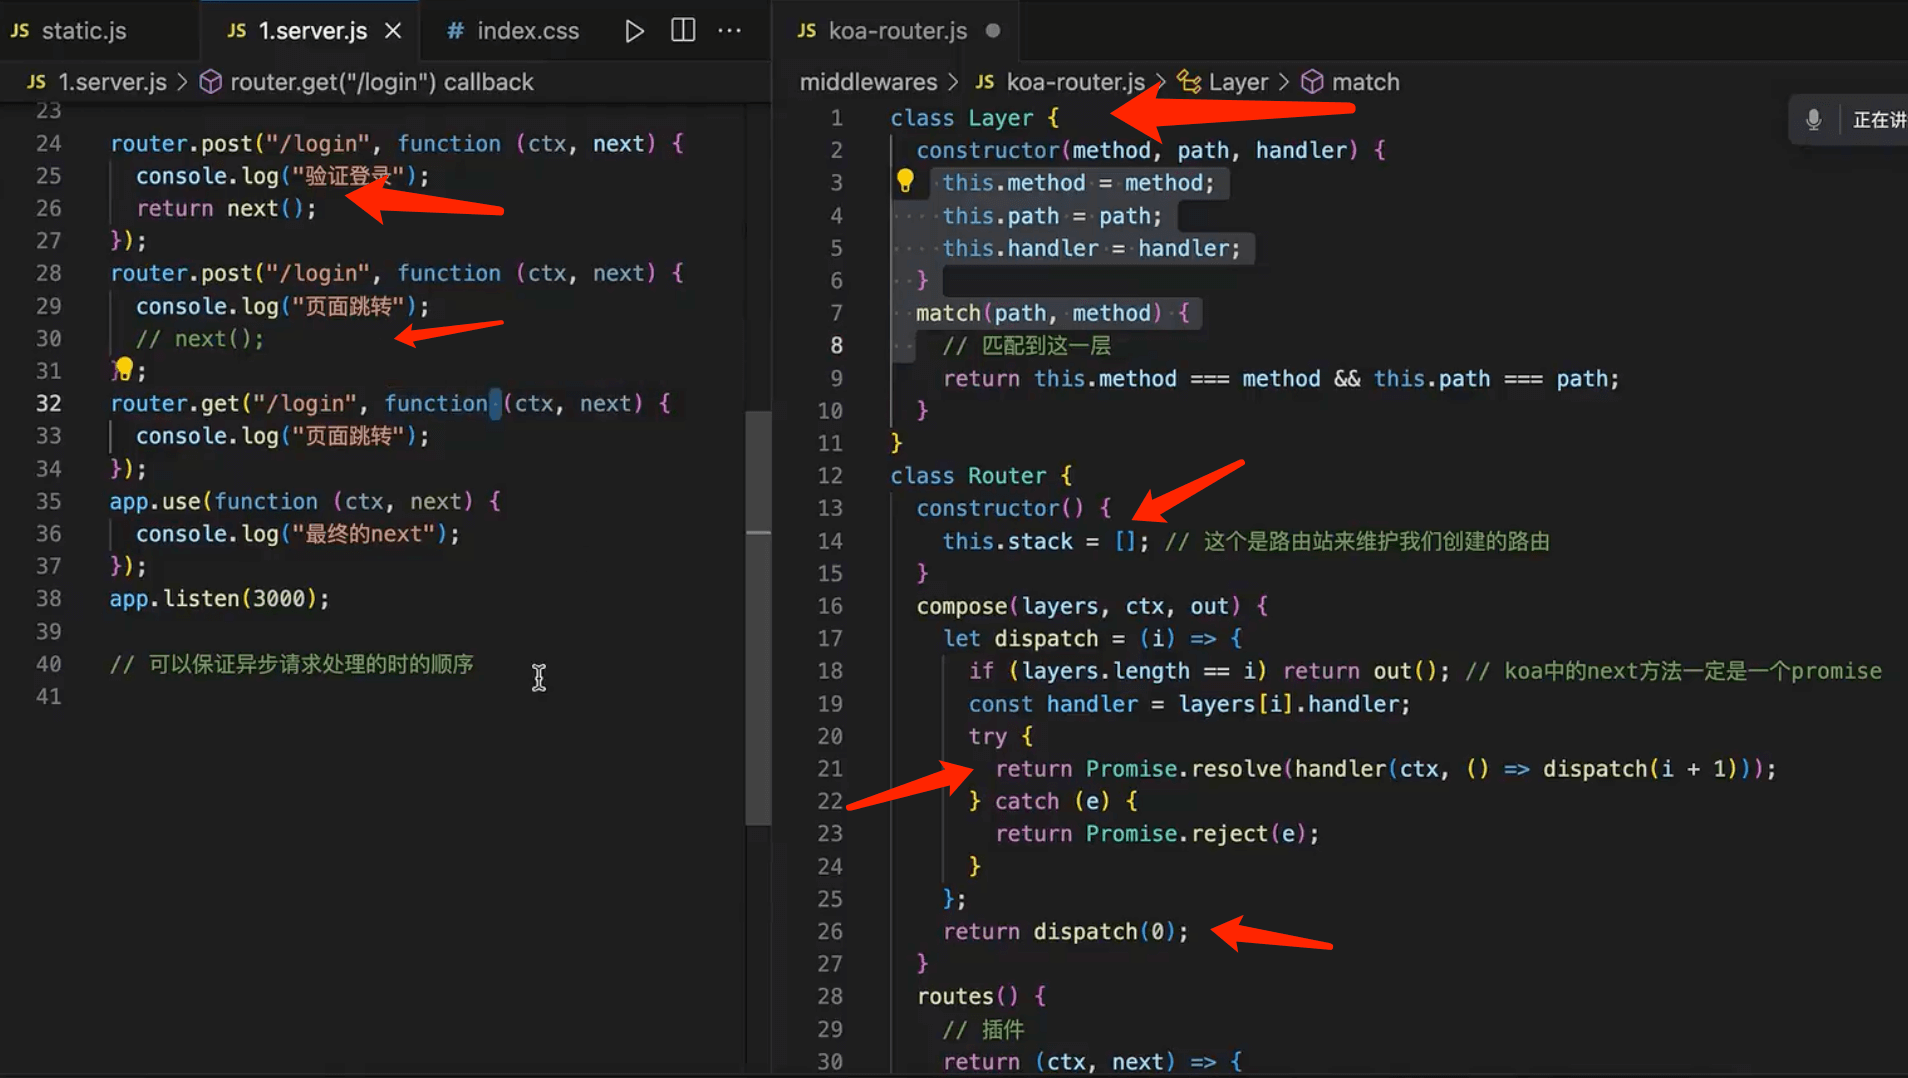 JS static.js
JS 1.server.js
# index.css
JS 1.server.js > router.get("/login") callback
23
24 router.post("/login", function (ctx, next) {
25 console.log("验证登录");
26 return next();
27 });
28 router.post("/login", function (ctx, next) {
29 console.log("页面跳转");
30 // next();
31 });
32 router.get("/login", function (ctx, next) {
33 console.log("页面跳转");
34 });
35 app.use(function (ctx, next) {
36 console.log("最终的next");
37 });
38 app.listen(3000);
39
40 // 可以保证异步请求处理的时的顺序
41
JS koa-router.js
middlewares > JS koa-router.js > Layer > match
1 class Layer {
2 constructor(method, path, handler) {
3 this.method = method;
4 this.path = path;
5 this.handler = handler;
6 }
7 match(path, method) {
8 // 匹配到这一层
9 return this.method === method && this.path === path;
10 }
11 }
12 class Router {
13 constructor() {
14 this.stack = []; // 这个是路由站来维护我们创建的路由
15 }
16 compose(layers, ctx, out) {
17 let dispatch = (i) => {
18 if (layers.length == i) return out(); // koa中的next方法一定是一个promise
19 const handler = layers[i].handler;
20 try {
21 return Promise.resolve(handler(ctx, () => dispatch(i + 1)));
22 } catch (e) {
23 return Promise.reject(e);
24 }
25 };
26 return dispatch(0);
27 }
28 routes() {
29 // 插件
30 return (ctx, next) => {
正在讲